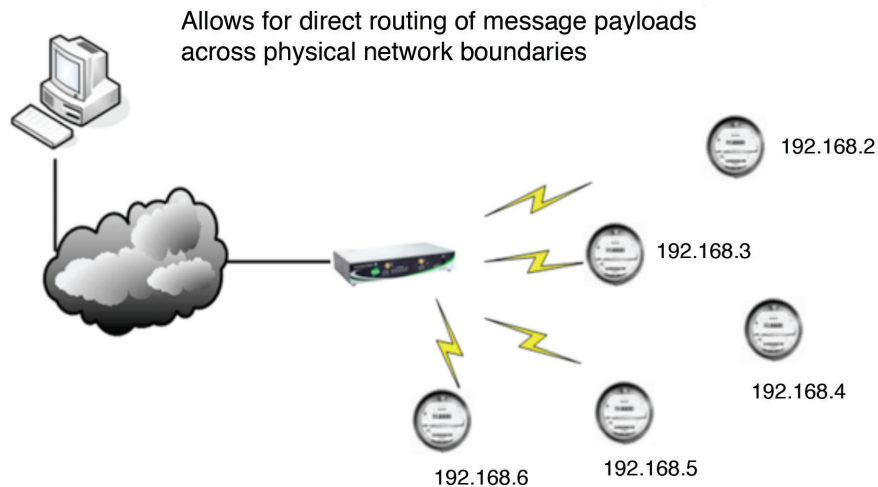 Allows for direct routing of message payloads
across physical network boundaries
192.168.2
192.168.3
192.168.4
192.168.5
192.168.6